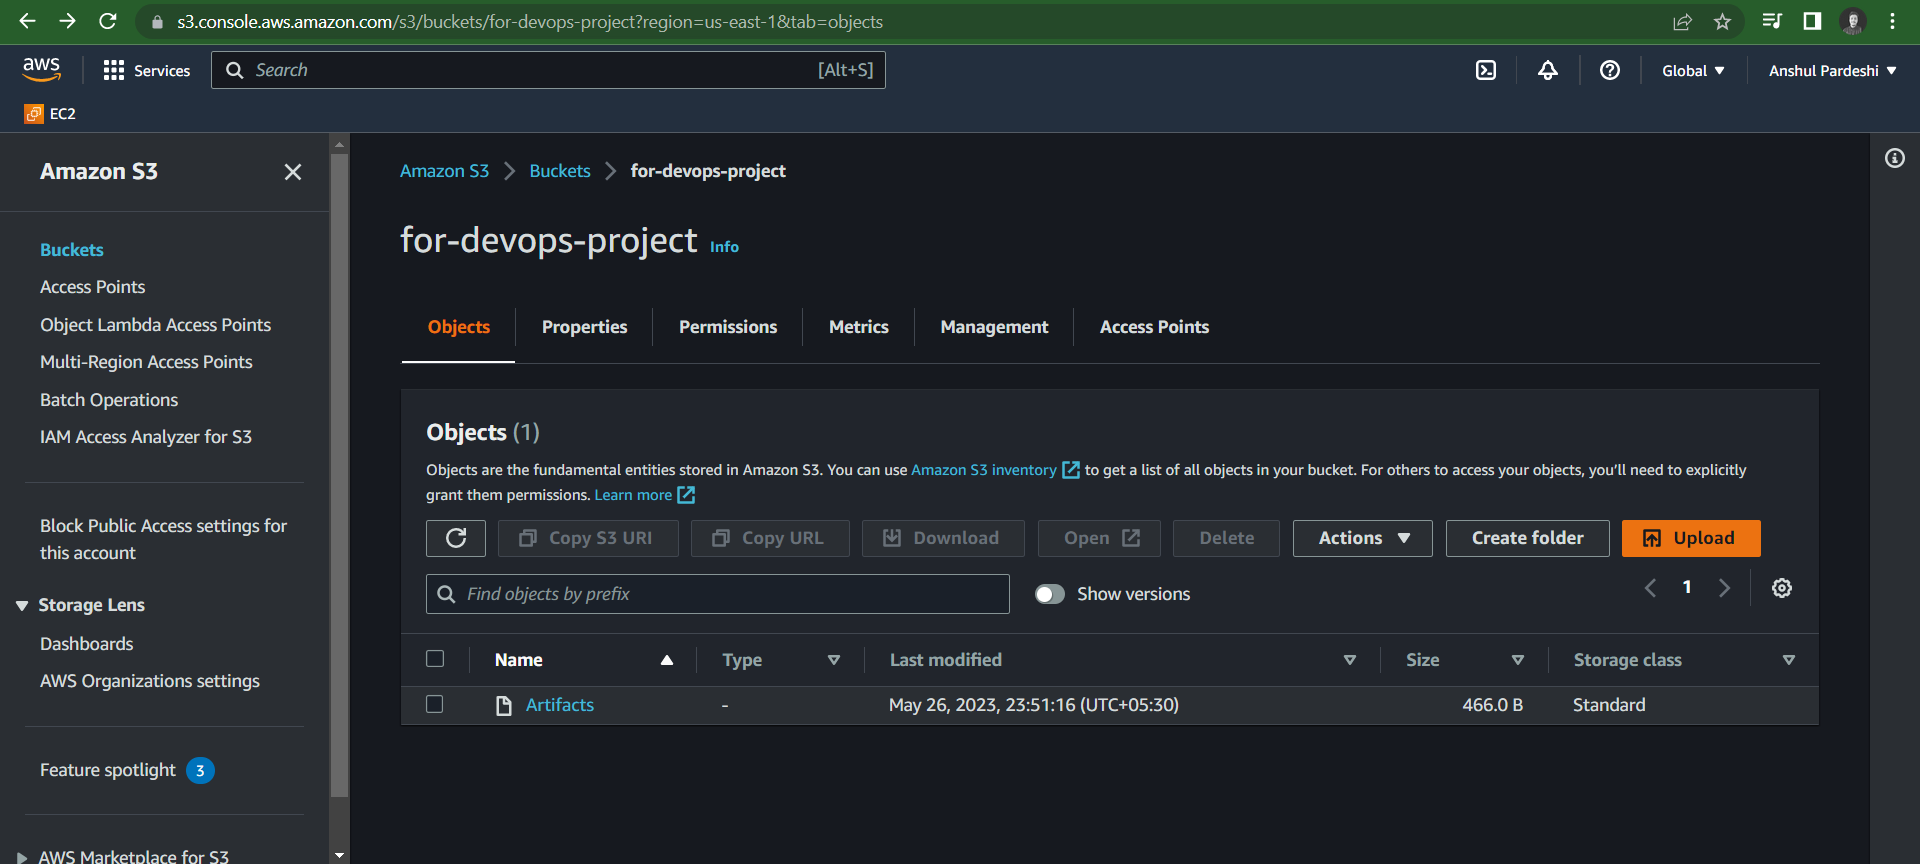 s3.console.aws.amazon.com/s3/buckets/for-devops-project?region=us-east-1&tab=objects
aws
Services
Search
[Alt+S]
Global
Anshul Pardeshi
EC2
Amazon S3
Buckets
Access Points
Object Lambda Access Points
Multi-Region Access Points
Batch Operations
IAM Access Analyzer for S3
Block Public Access settings for
this account
Storage Lens
Dashboards
AWS Organizations settings
Feature spotlight 3
AWS Marketplace for S3
Amazon S3 > Buckets > for-devops-project
for-devops-project Info
Objects
Properties
Permissions
Metrics
Management
Access Points
Objects (1)
Objects are the fundamental entities stored in Amazon S3. You can use Amazon S3 inventory to get a list of all objects in your bucket. For others to access your objects, you'll need to explicitly
grant them permissions. Learn more
Copy S3 URI
Copy URL
Download
Open
Delete
Actions
Create folder
Upload
Find objects by prefix
Show versions
1
Name
Type
Last modified
Size
Storage class
Artifacts
-
May 26, 2023, 23:51:16 (UTC+05:30)
466.0 B
Standard